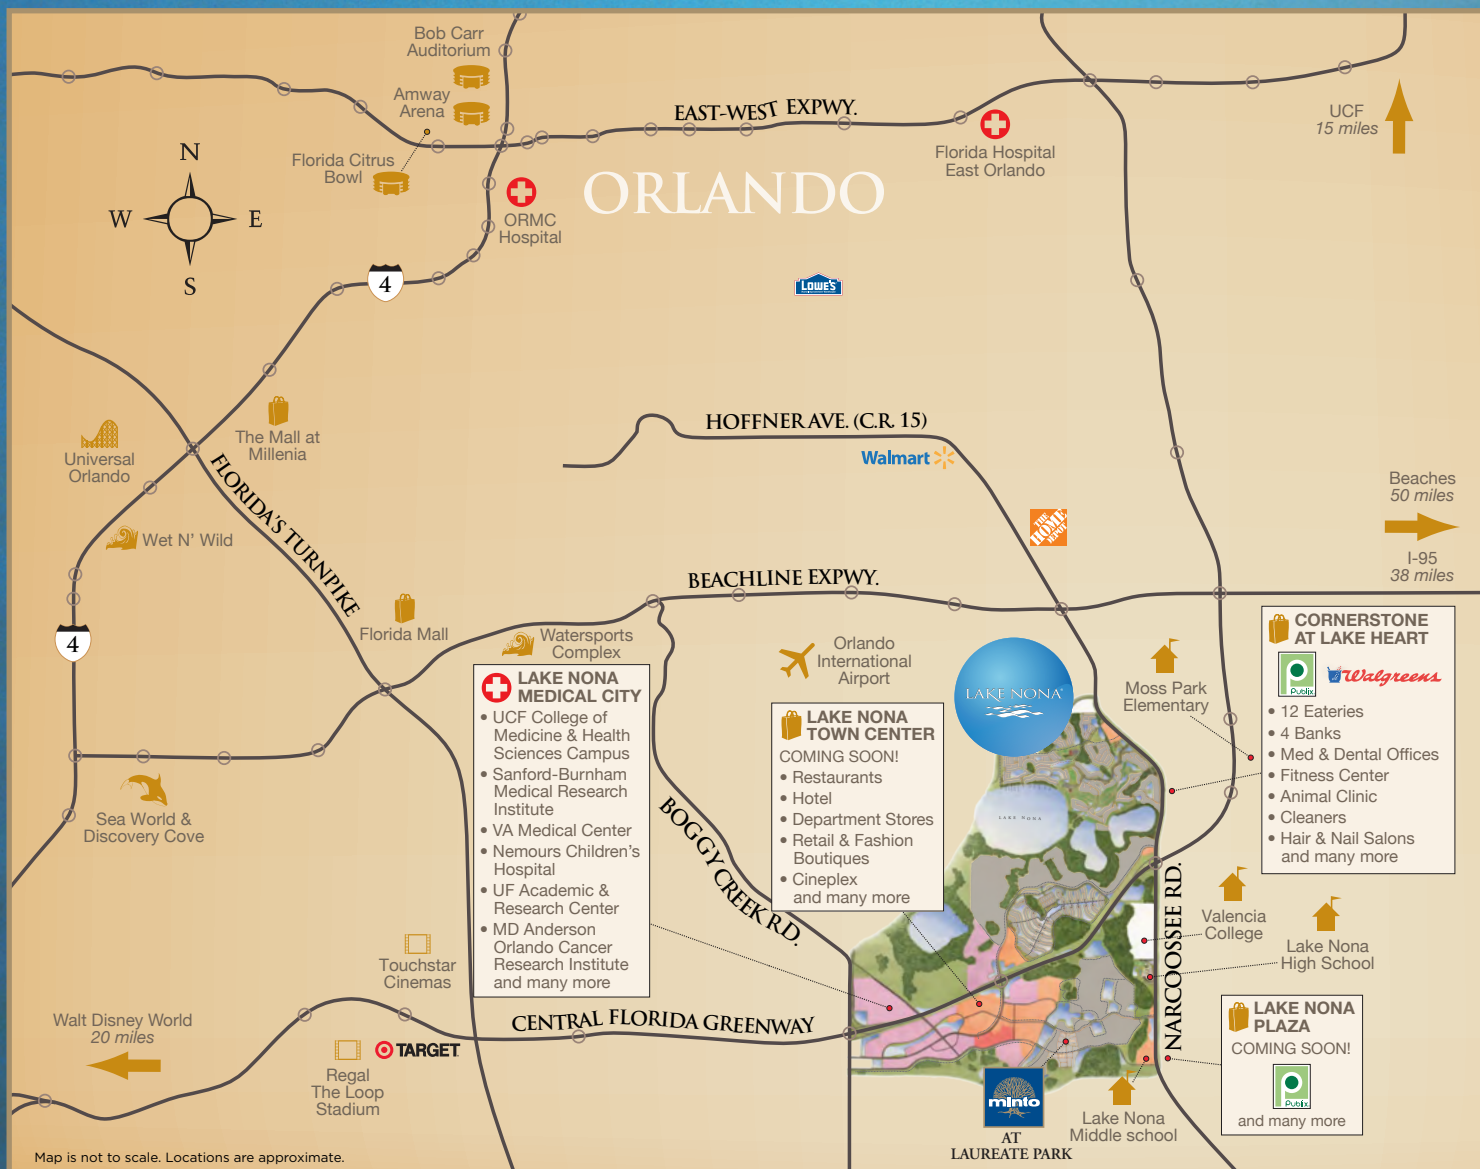 Bob Carr
Auditorium
Amway
Arena
Florida Citrus
Bowl
EAST-WEST EXPWY.
UCF
15 miles
Florida Hospital
East Orlando
N
W
E
S
ORLANDO
ORMC
Hospital
4
LOWE'S
HOFFNER AVE. (C.R. 15)
Walmart
The Mall at
Millenia
Universal
Orlando
FLORIDA'S TURNPIKE
Beaches
50 miles
I-95
38 miles
THE
HOME
DEPOT
Wet N' Wild
BEACHLINE EXPWY.
4
Florida Mall
Watersports
Complex
Orlando
International
Airport
LAKE NONA
Moss Park
Elementary
CORNERSTONE
AT LAKE HEART
Publix
Walgreens
• 12 Eateries
• 4 Banks
• Med & Dental Offices
• Fitness Center
• Animal Clinic
• Cleaners
• Hair & Nail Salons
and many more
LAKE NONA
MEDICAL CITY
• UCF College of
Medicine & Health
Sciences Campus
• Sanford-Burnham
Medical Research
Institute
• VA Medical Center
• Nemours Children's
Hospital
• UF Academic &
Research Center
• MD Anderson
Orlando Cancer
Research Institute
and many more
LAKE NONA
TOWN CENTER
COMING SOON!
• Restaurants
• Hotel
• Department Stores
• Retail & Fashion
Boutiques
• Cineplex
and many more
LAKE NONA
Sea World &
Discovery Cove
BOGGY CREEK RD.
NARCOOSSEE RD.
Valencia
College
Lake Nona
High School
Touchstar
Cinemas
Walt Disney World
20 miles
CENTRAL FLORIDA GREENWAY
TARGET
Regal
The Loop
Stadium
LAKE NONA
PLAZA
COMING SOON!
Publix
and many more
minto
AT
LAUREATE PARK
Lake Nona
Middle school
Map is not to scale. Locations are approximate.